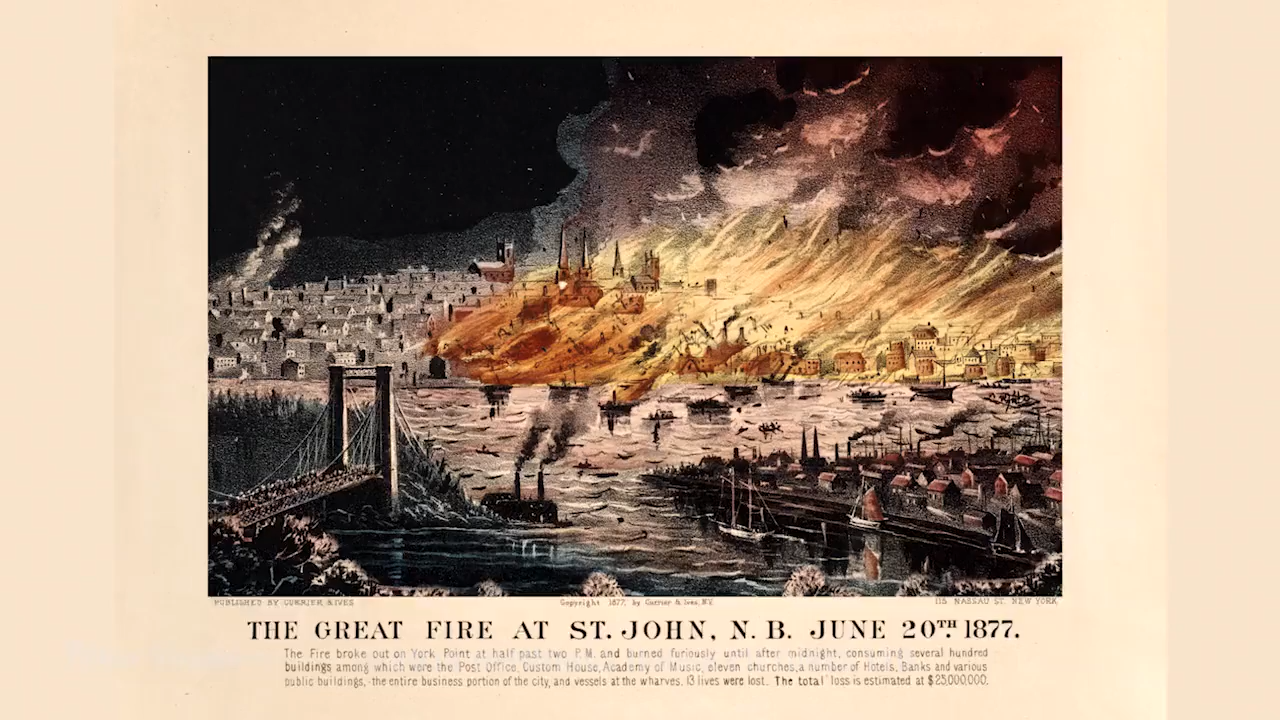 PUBLISHED BY CURRIER & IVES
Copyright 1877, by Currier & Ives, N.Y.
115 NASSAU ST. NEW YORK
THE GREAT FIRE AT ST. JOHN, N. B. JUNE 20TH 1877.
The Fire broke out on York Point at half past two P.M. and burned furiously until after midnight, consuming several hundred
buildings among which were the Post Office, Custom House, Academy of Music, eleven churches, a number of Hotels, Banks and various
public buildings, the entire business portion of the city, and vessels at the wharves. 13 lives were lost. The total loss is estimated at $25,000,000.